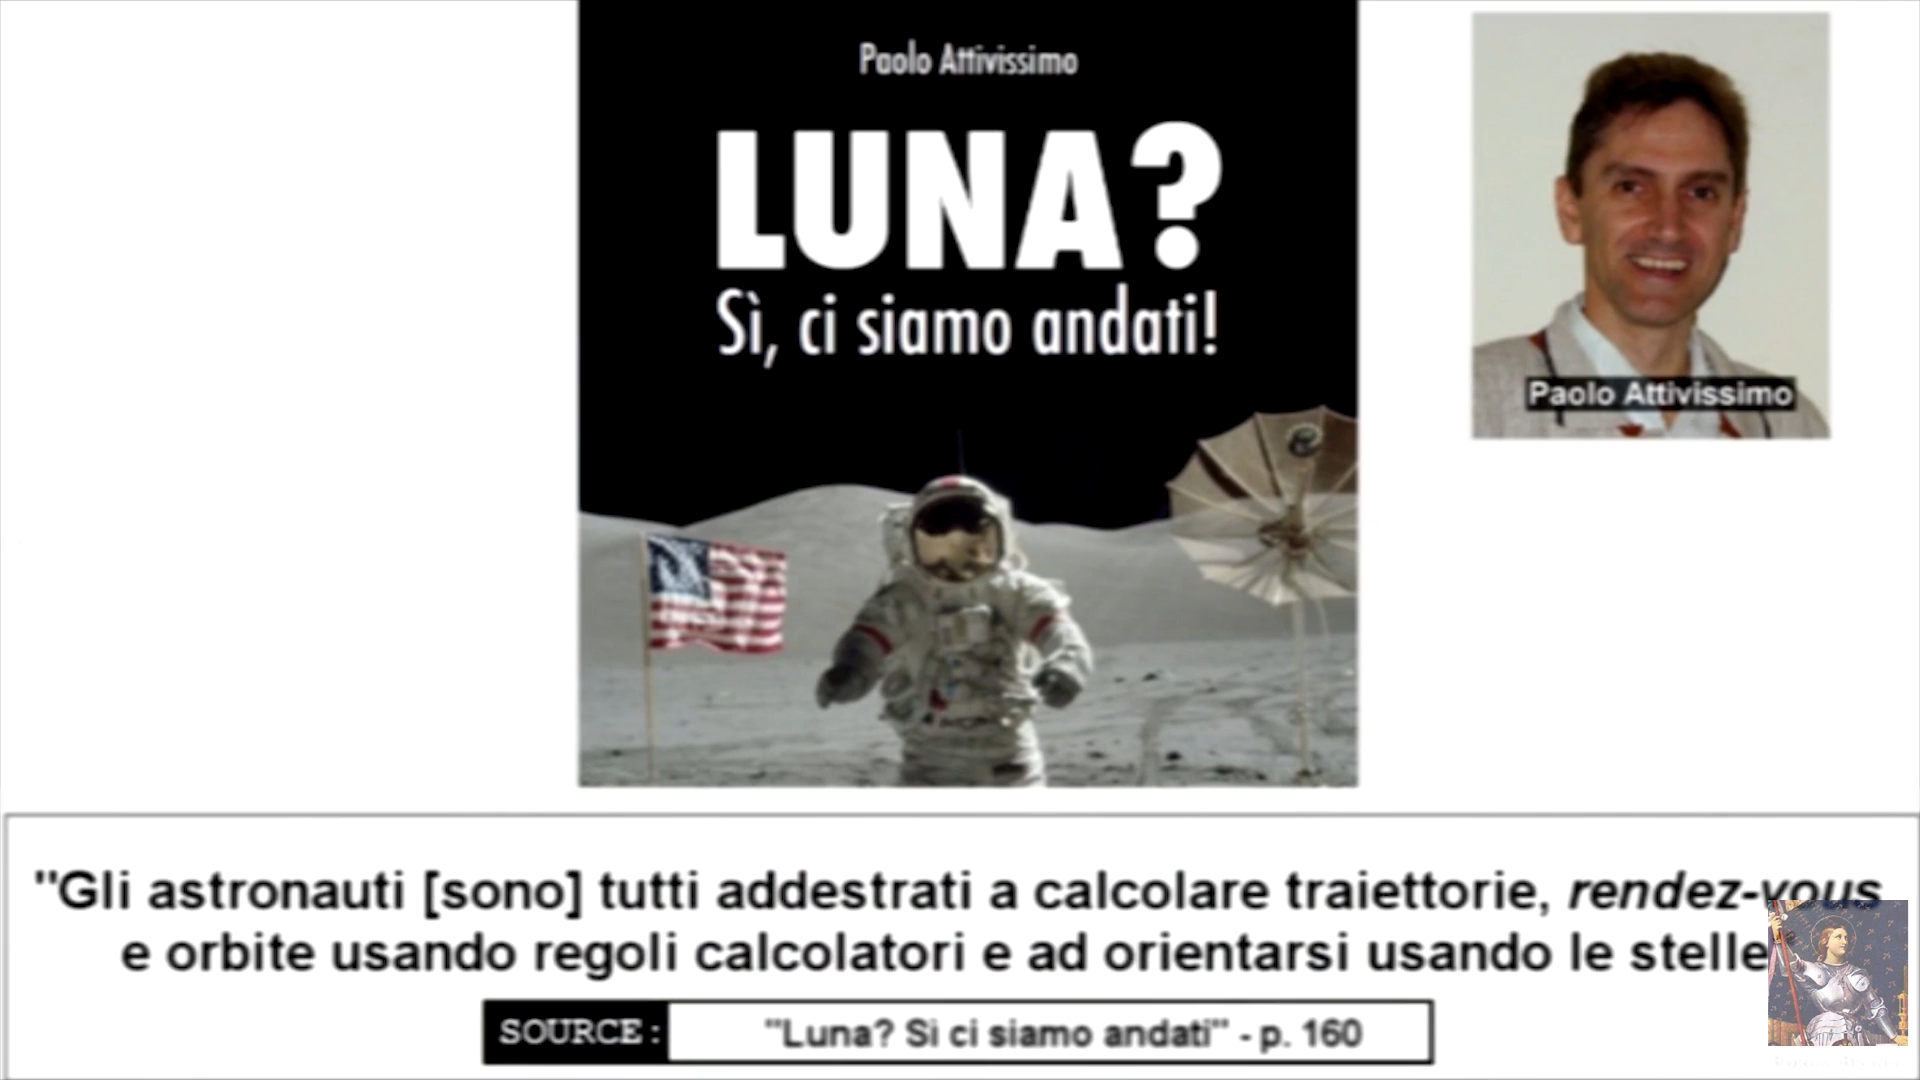 Paolo Attivissimo
LUNA?
Sì, ci siamo andati!
Paolo Attivissimo
"Gli astronauti [sono] tutti addestrati a calcolare traiettorie, rendez-vous
e orbite usando regoli calcolatori e ad orientarsi usando le stelle
SOURCE: "Luna? Sì ci siamo andati" - p. 160